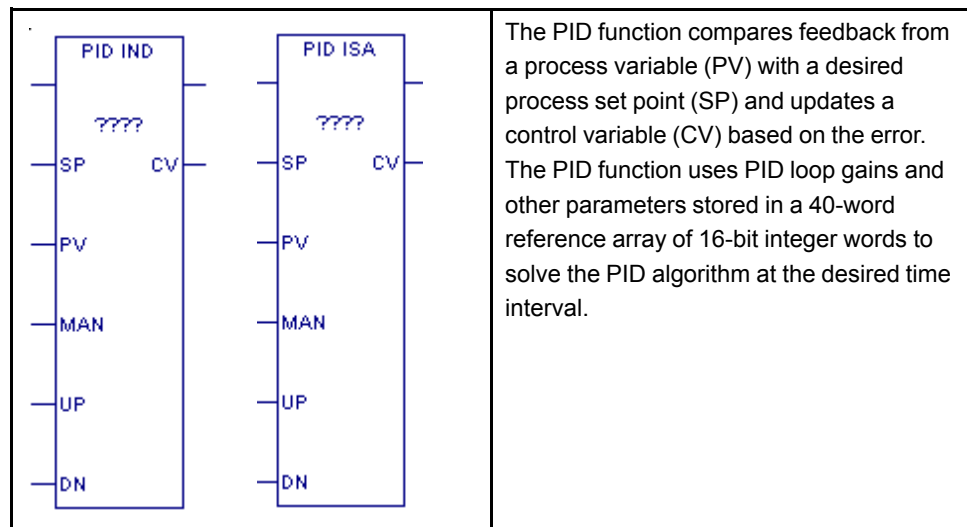 PID IND
????
SP CV
PV
MAN
UP
DN
PID ISA
????
SP CV
PV
MAN
UP
DN
The PID function compares feedback from
a process variable (PV) with a desired
process set point (SP) and updates a
control variable (CV) based on the error.
The PID function uses PID loop gains and
other parameters stored in a 40-word
reference array of 16-bit integer words to
solve the PID algorithm at the desired time
interval.